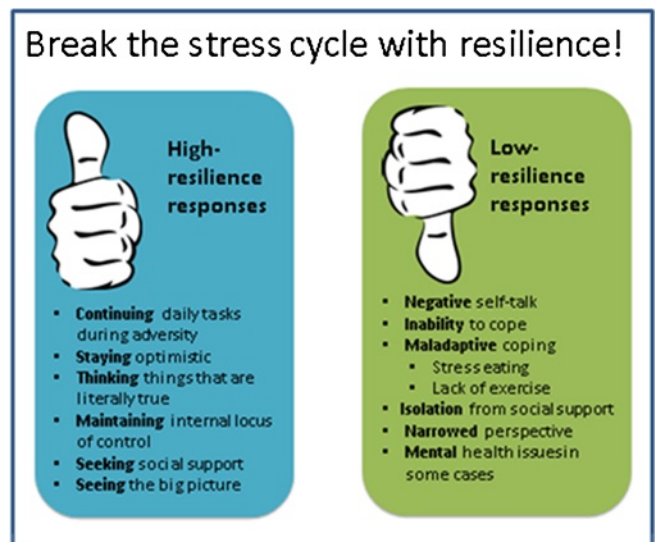 Break the stress cycle with resilience!
High-
resilience
responses
▪ Continuing daily tasks
during adversity
▪ Staying optimistic
▪ Thinking things that are
literally true
▪ Maintaining internal locus
of control
▪ Seeking social support
▪ Seeing the big picture
Low-
resilience
responses
▪ Negative self-talk
▪ Inability to cope
▪ Maladaptive coping
▪ Stress eating
▪ Lack of exercise
▪ Isolation from social support
▪ Narrowed perspective
▪ Mental health issues in
some cases